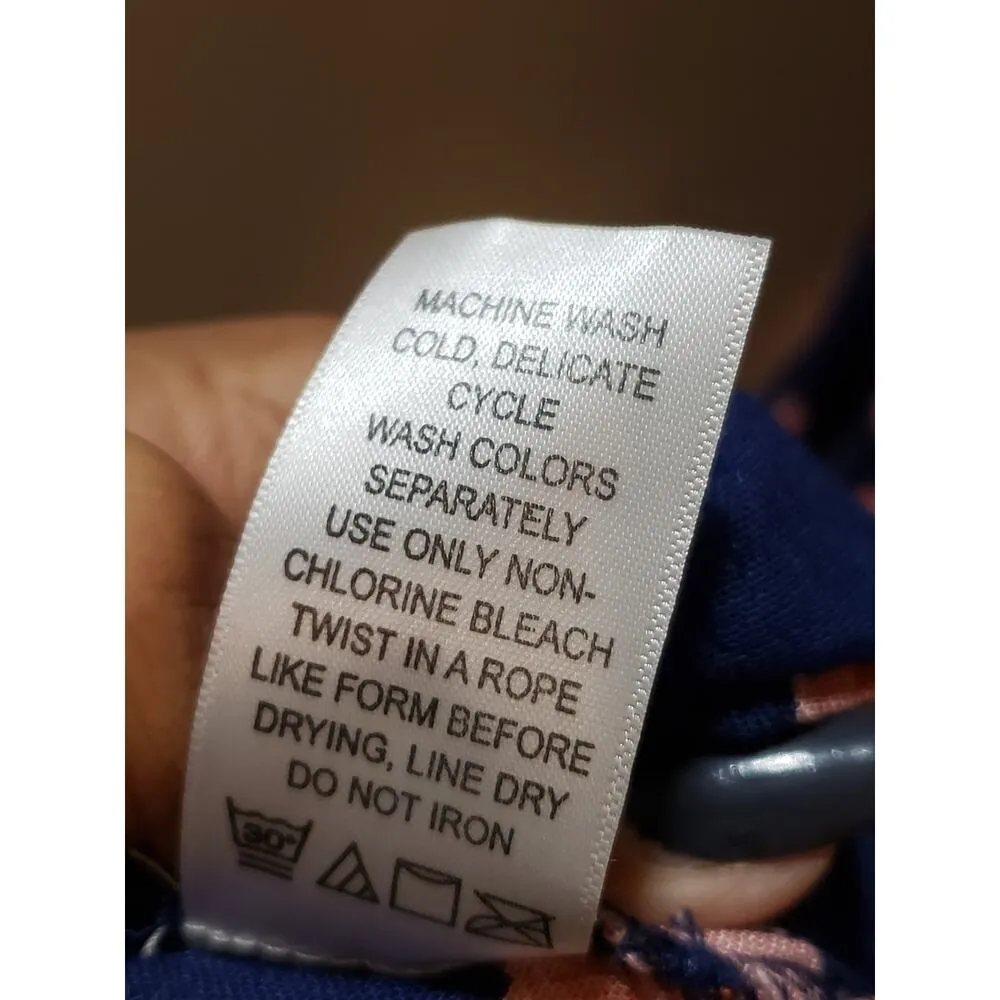 MACHINE WASH
COLD, DELICATE
CYCLE
WASH COLORS
SEPARATELY
USE ONLY NON-
CHLORINE BLEACH
TWIST IN A ROPE
LIKE FORM BEFORE
DRYING, LINE DRY
DO NOT IRON
30°